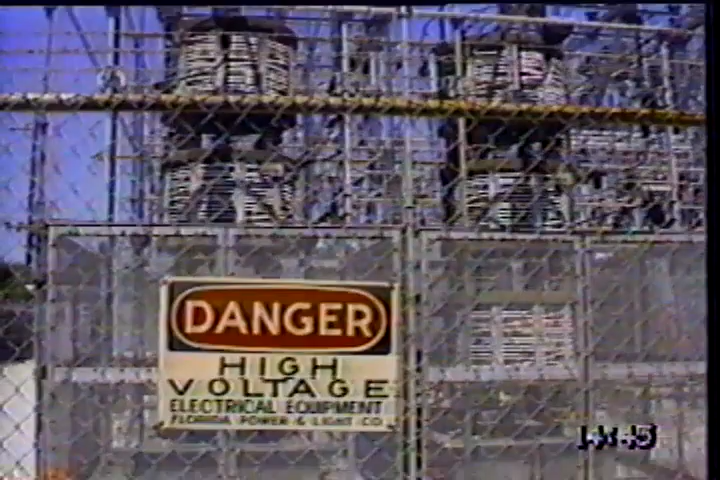 DANGER
HIGH
VOLTAGE
ELECTRICAL EQUIPMENT
FLORIDA POWER & LIGHT CO.